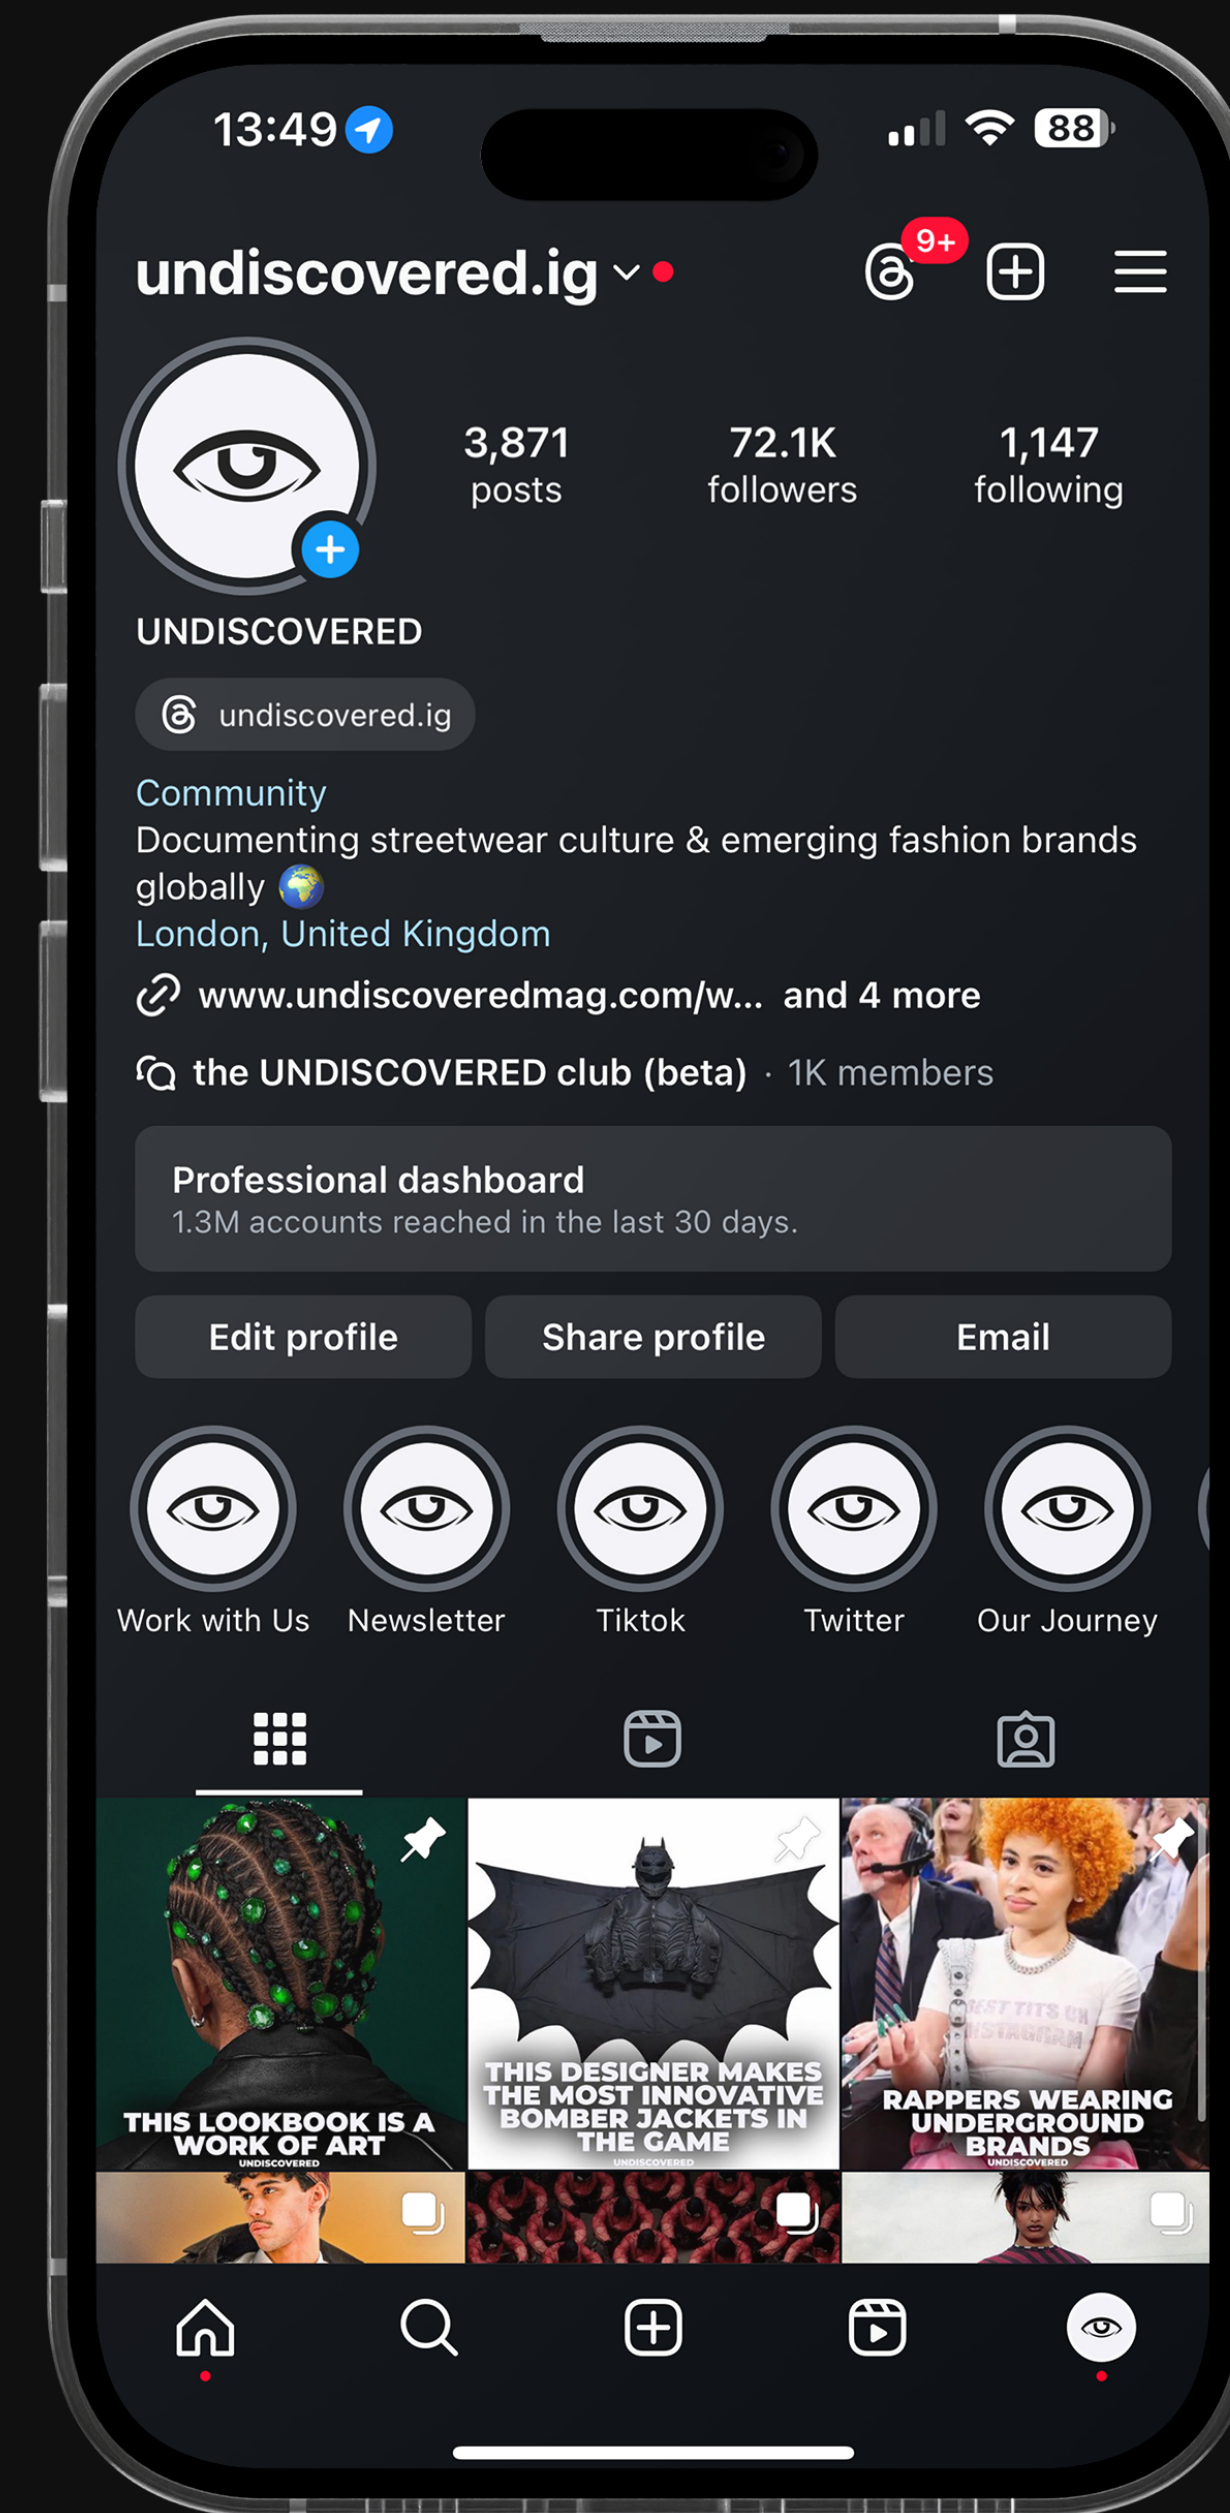 13:49
88
undiscovered.ig
9+
3,871
posts
72.1K
followers
1,147
following
UNDISCOVERED
undiscovered.ig
Community
Documenting streetwear culture & emerging fashion brands
globally 🌍
London, United Kingdom
www.undiscoveredmag.com/w... and 4 more
the UNDISCOVERED club (beta) · 1K members
Professional dashboard
1.3M accounts reached in the last 30 days.
Edit profile
Share profile
Email
Work with Us
Newsletter
Tiktok
Twitter
Our Journey
THIS LOOKBOOK IS A
WORK OF ART
UNDISCOVERED
THIS DESIGNER MAKES
THE MOST INNOVATIVE
BOMBER JACKETS IN
THE GAME
UNDISCOVERED
BEST TITS ON
INSTAGRAM
RAPPERS WEARING
UNDERGROUND
BRANDS
UNDISCOVERED